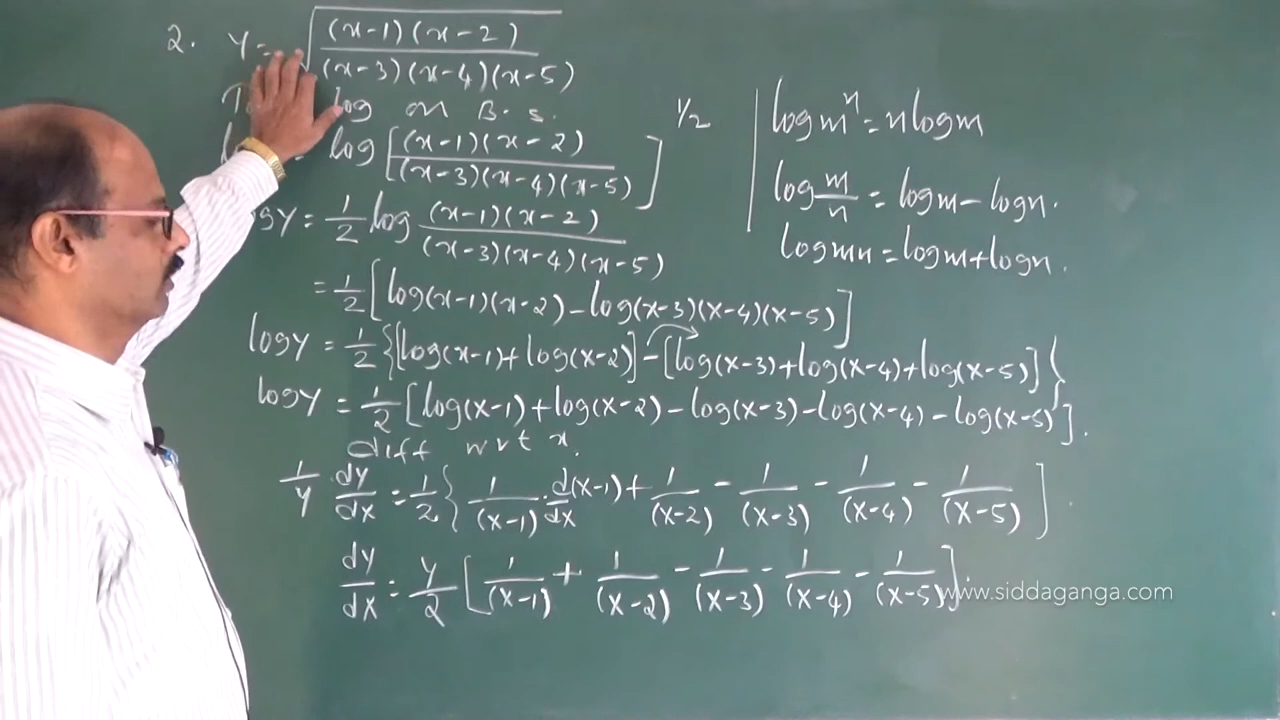 2. y = √((x-1)(x-2) / (x-3)(x-4)(x-5))
log on B.S.
= log [(x-1)(x-2) / (x-3)(x-4)(x-5)]^1/2
logy = 1/2 log (x-1)(x-2) / (x-3)(x-4)(x-5)
= 1/2 [log(x-1)(x-2) - log(x-3)(x-4)(x-5)]
logy = 1/2 {[log(x-1) + log(x-2)] - [log(x-3) + log(x-4) + log(x-5)]}
logy = 1/2 [log(x-1) + log(x-2) - log(x-3) - log(x-4) - log(x-5)].
diff w r t x.
1/y . dy/dx = 1/2 { 1/(x-1) . d/dx (x-1) + 1/(x-2) - 1/(x-3) - 1/(x-4) - 1/(x-5) ].
dy/dx = y/2 [ 1/(x-1) + 1/(x-2) - 1/(x-3) - 1/(x-4) - 1/(x-5) ].
log m^n = n log m
log m/n = log m - log n.
log mn = log m + log n.
www.siddaganga.com